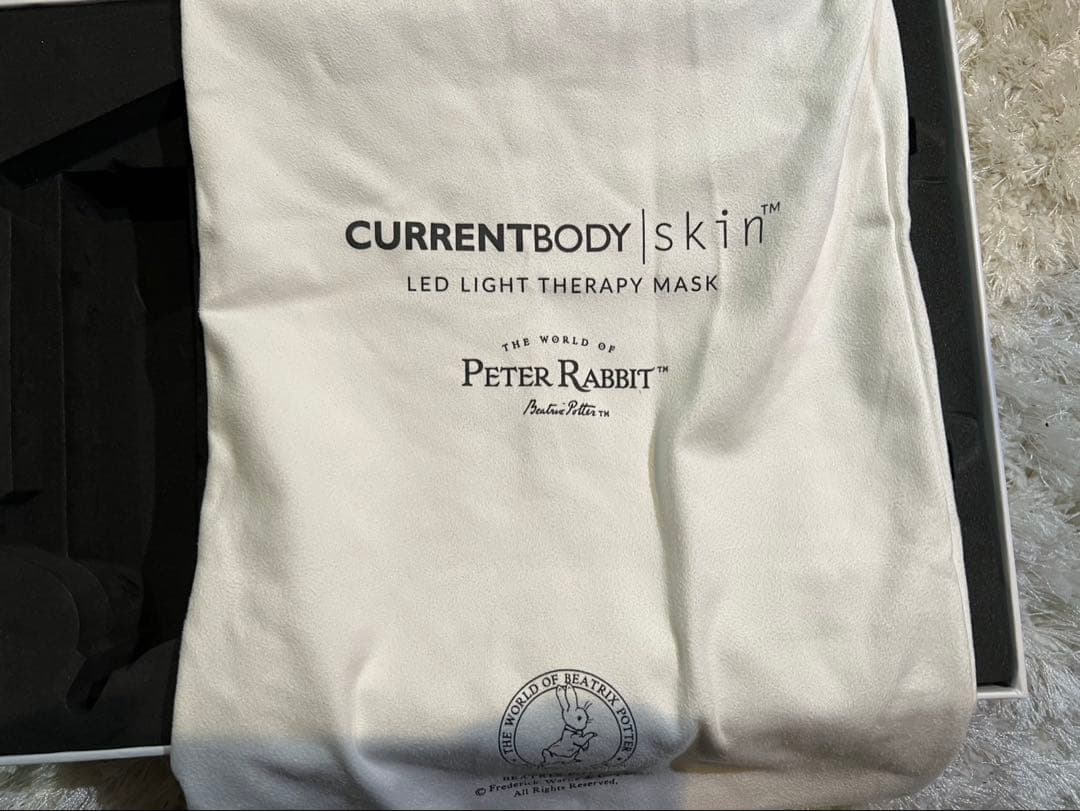 CURRENTBODY|skin™
LED LIGHT THERAPY MASK
THE WORLD OF
PETER RABBIT™
Beatrix Potter™
THE WORLD OF BEATRIX POTTER
BEATRIX
© Frederick Warne &
All Rights Reserved.